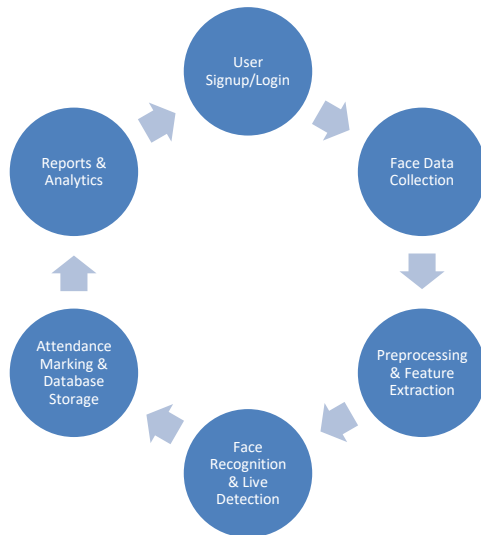 User
Signup/Login
Face Data
Collection
Preprocessing
& Feature
Extraction
Face
Recognition
& Live
Detection
Attendance
Marking &
Database
Storage
Reports &
Analytics